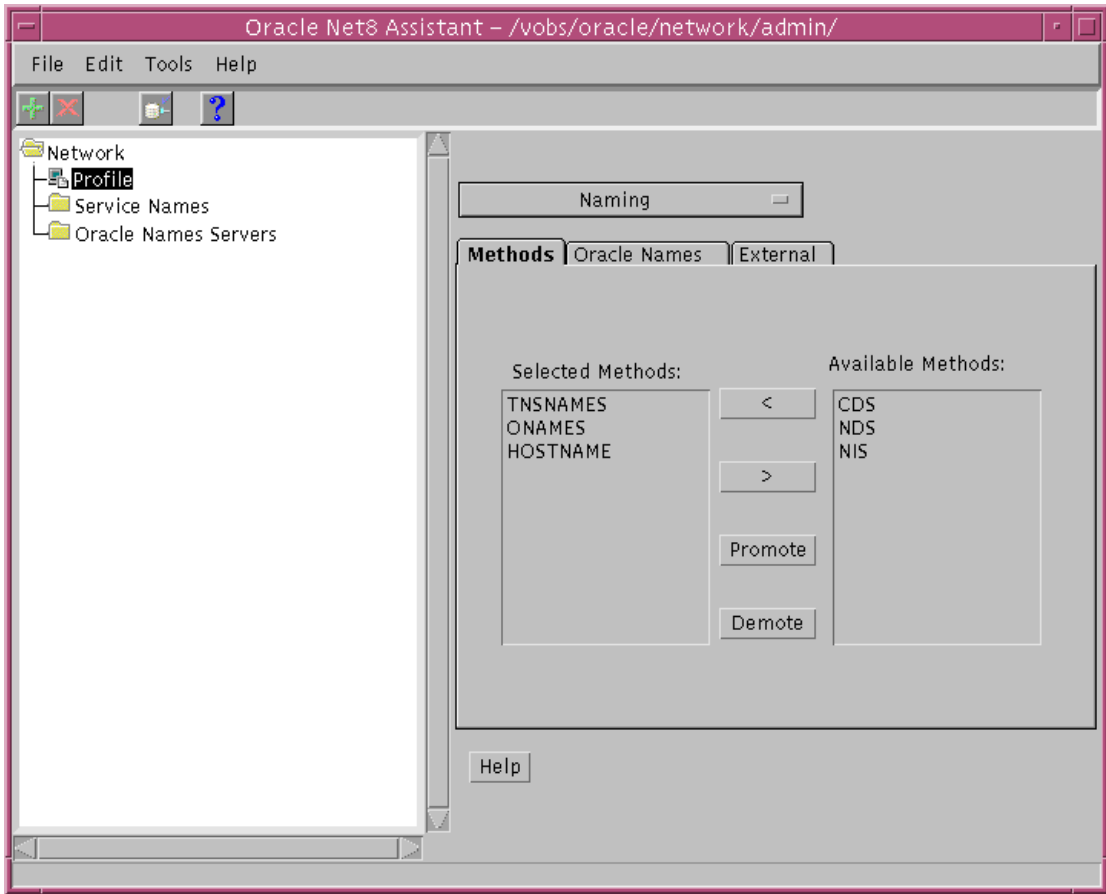 Oracle Net8 Assistant – /vobs/oracle/network/admin/
File Edit Tools Help
?
Network
Profile
Service Names
Oracle Names Servers
Naming
Methods Oracle Names External
Selected Methods:
TNSNAMES
ONAMES
HOSTNAME
<
>
Promote
Demote
Available Methods:
CDS
NDS
NIS
Help